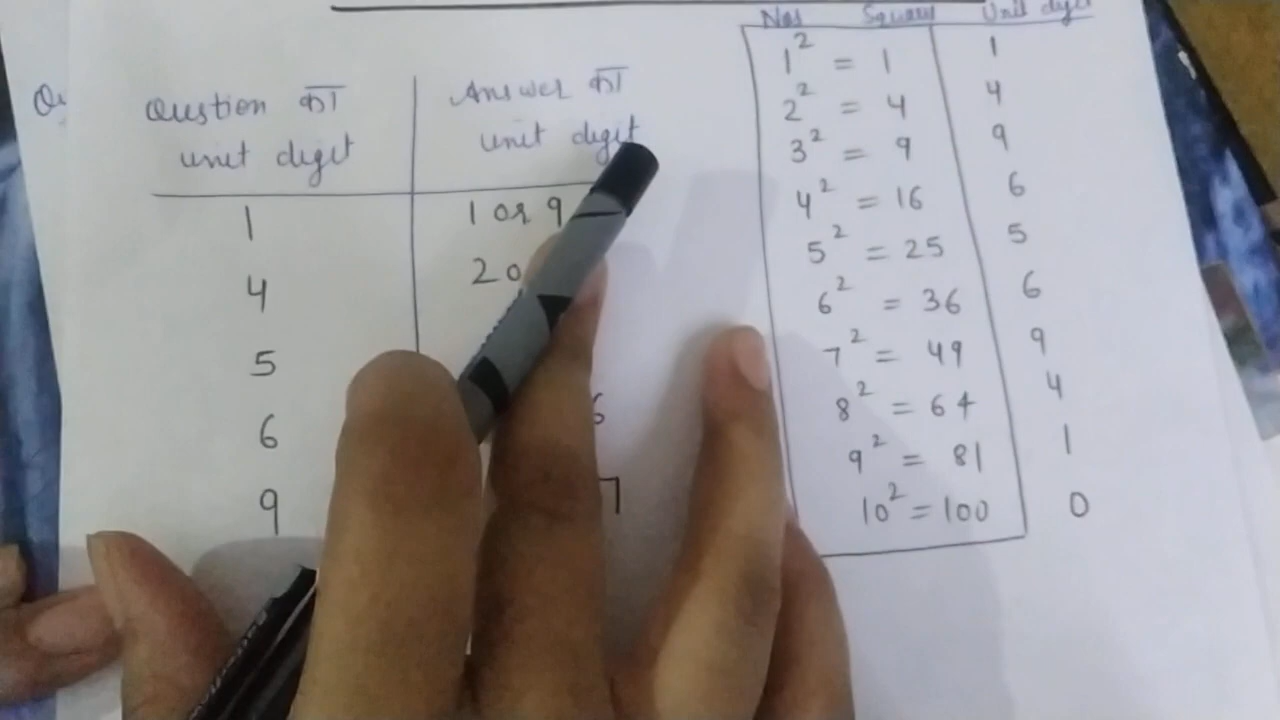 Question का
unit digit
Answer का
unit digit
1
1 or 9
4
2
5
6
6
9
7
Nos Square Unit digit
1² = 1 1
2² = 4 4
3² = 9 9
4² = 16 6
5² = 25 5
6² = 36 6
7² = 49 9
8² = 64 4
9² = 81 1
10² = 100 0